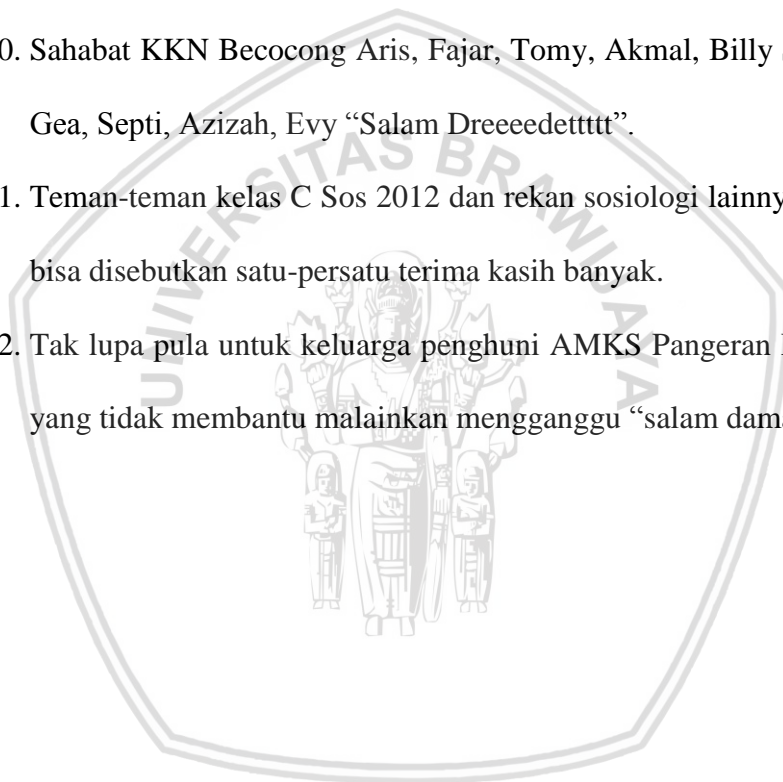 0. Sahabat KKN Becocong Aris, Fajar, Tomy, Akmal, Billy
Gea, Septi, Azizah, Evy “Salam Dreeeedettttt”.
1. Teman-teman kelas C Sos 2012 dan rekan sosiologi lainny
bisa disebutkan satu-persatu terima kasih banyak.
2. Tak lupa pula untuk keluarga penghuni AMKS Pangeran
yang tidak membantu malainkan mengganggu “salam dama
UNIVERSITAS BRAWIJAYA